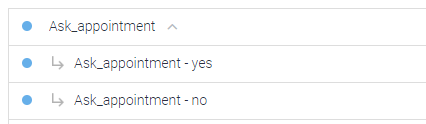 Ask_appointment
Ask_appointment - yes
Ask_appointment - no